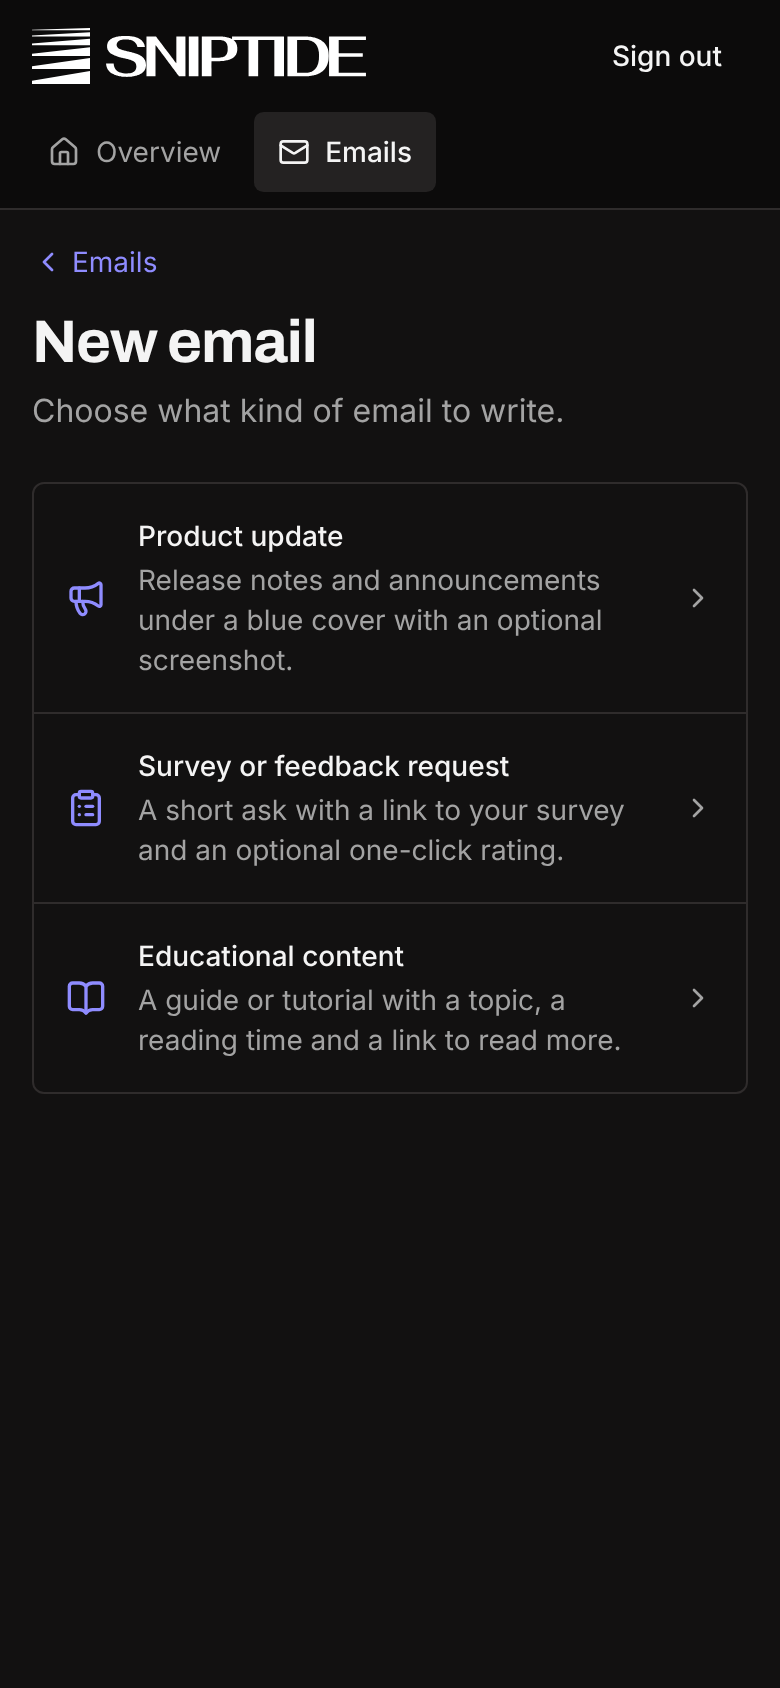 SNIPTIDE
Sign out
Overview
Emails
Emails
New email
Choose what kind of email to write.
Product update
Release notes and announcements
under a blue cover with an optional
screenshot.
Survey or feedback request
A short ask with a link to your survey
and an optional one-click rating.
Educational content
A guide or tutorial with a topic, a
reading time and a link to read more.